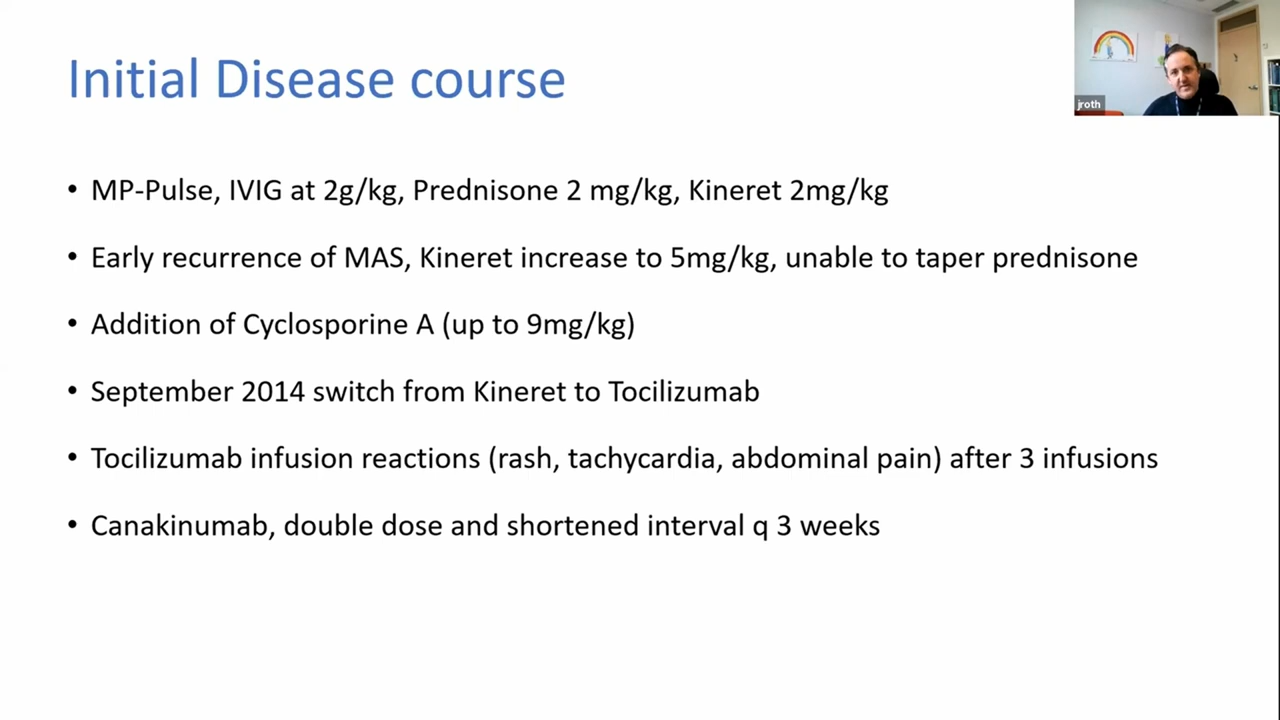 Initial Disease course
jroth
• MP-Pulse, IVIG at 2g/kg, Prednisone 2 mg/kg, Kineret 2mg/kg
• Early recurrence of MAS, Kineret increase to 5mg/kg, unable to taper prednisone
• Addition of Cyclosporine A (up to 9mg/kg)
• September 2014 switch from Kineret to Tocilizumab
• Tocilizumab infusion reactions (rash, tachycardia, abdominal pain) after 3 infusions
• Canakinumab, double dose and shortened interval q 3 weeks